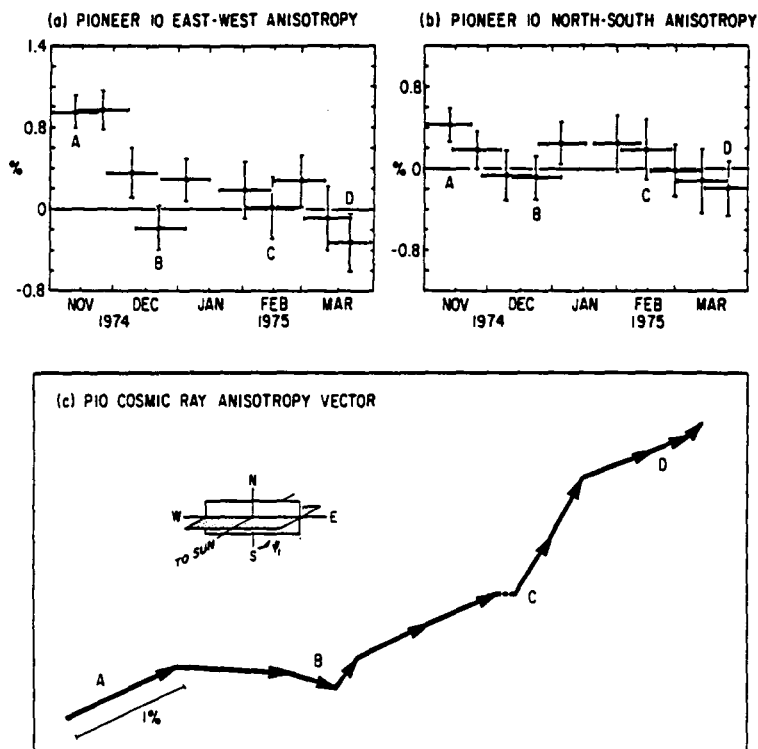 (a) PIONEER 10 EAST-WEST ANISOTROPY
1.4
0.8
%
0
-0.8
A
B
C
D
NOV DEC JAN FEB MAR
1974 1975
(b) PIONEER 10 NORTH-SOUTH ANISOTROPY
0.8
%
0
-0.8
A
B
C
D
NOV DEC JAN FEB MAR
1974 1975
(c) P10 COSMIC RAY ANISOTROPY VECTOR
N
W E
TO SUN
S
A
B
C
D
1%